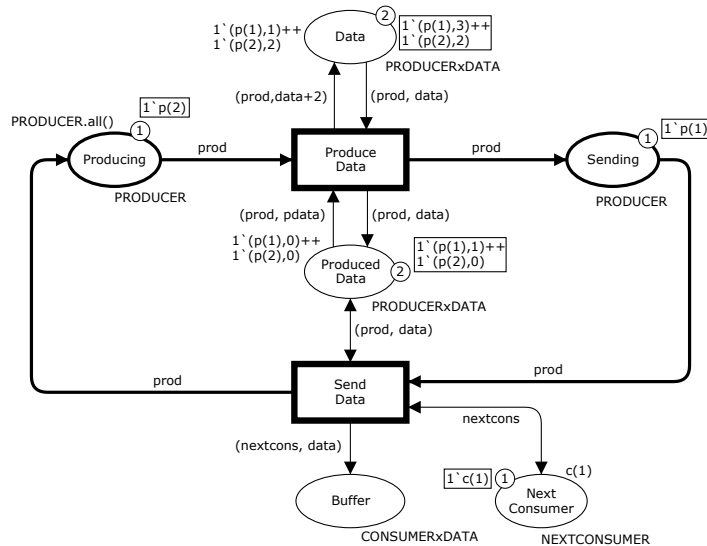 1`(p(1),1)++
1`(p(2),2)
Data
2
1`(p(1),3)++
1`(p(2),2)
PRODUCERxDATA
(prod,data+2)
(prod, data)
PRODUCER.all()
1`p(2)
1
Producing
PRODUCER
prod
Produce
Data
prod
1`p(1)
1
Sending
PRODUCER
(prod, pdata)
(prod, data)
1`(p(1),0)++
1`(p(2),0)
Produced
Data
2
1`(p(1),1)++
1`(p(2),0)
PRODUCERxDATA
(prod, data)
prod
Send
Data
prod
nextcons
(nextcons, data)
Buffer
CONSUMERxDATA
1`c(1)
1
c(1)
Next
Consumer
NEXTCONSUMER